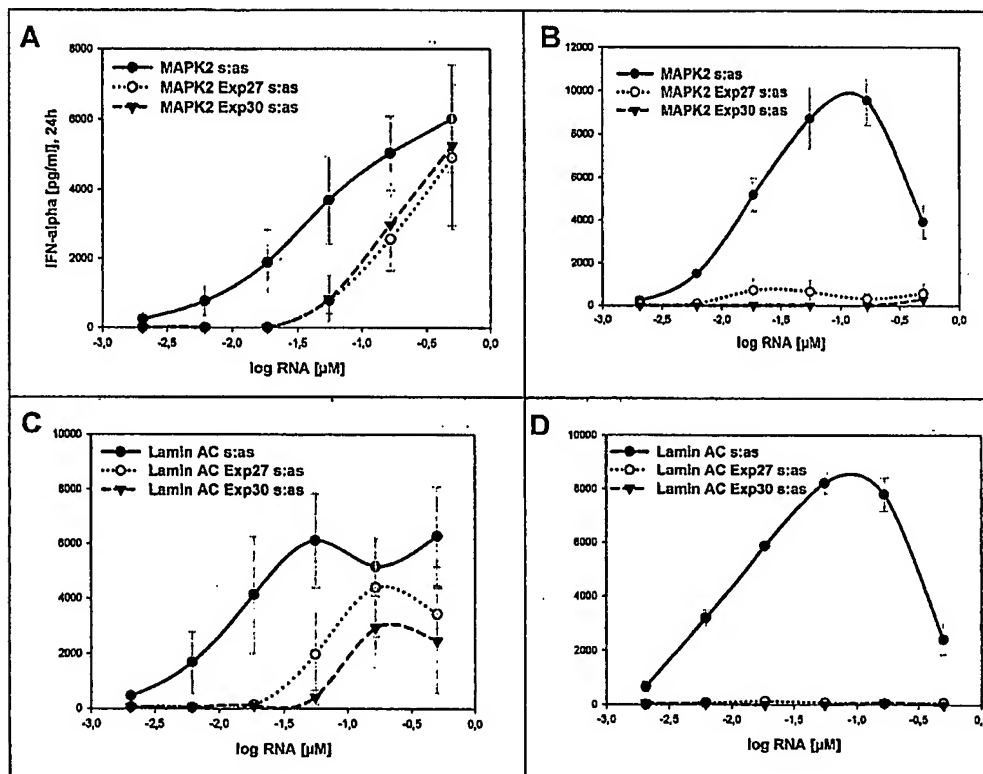 A
MAPK2 s:as
MAPK2 Exp27 s:as
MAPK2 Exp30 s:as
IFN-alpha [pg/ml], 24h
8000
6000
4000
2000
0
-3,0 -2,5 -2,0 -1,5 -1,0 -0,5 0,0
log RNA [µM]
B
MAPK2 s:as
MAPK2 Exp27 s:as
MAPK2 Exp30 s:as
12000
10000
8000
6000
4000
2000
0
-3,0 -2,5 -2,0 -1,5 -1,0 -0,5 0,0
log RNA [µM]
C
Lamin AC s:as
Lamin AC Exp27 s:as
Lamin AC Exp30 s:as
10000
8000
6000
4000
2000
0
-3,0 -2,5 -2,0 -1,5 -1,0 -0,5 0,0
log RNA [µM]
D
Lamin AC s:as
Lamin AC Exp27 s:as
Lamin AC Exp30 s:as
10000
8000
6000
4000
2000
0
-3,0 -2,5 -2,0 -1,5 -1,0 -0,5 0,0
log RNA [µM]